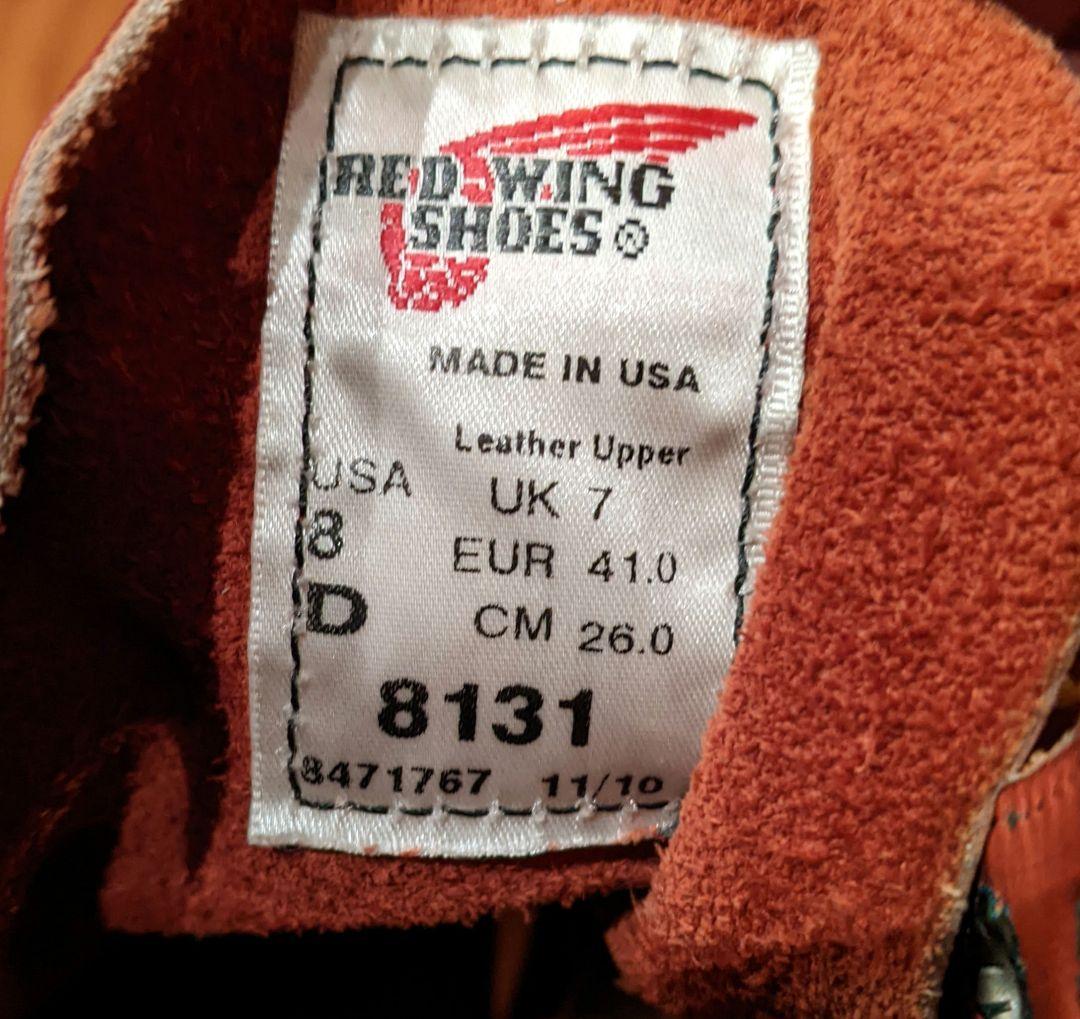 RED WING
SHOES ®
MADE IN USA
Leather Upper
USA UK 7
8 EUR 41.0
D CM 26.0
8131
8471767 11/10